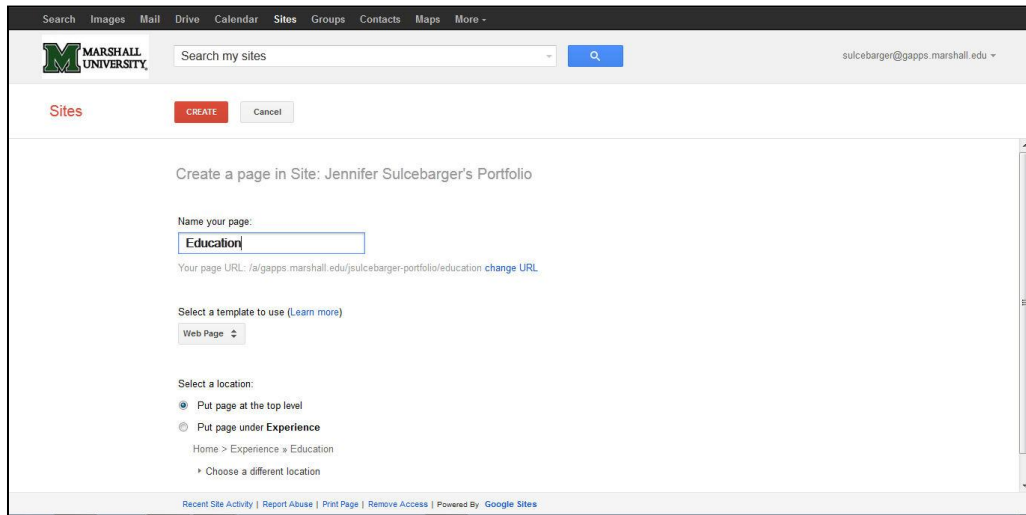 Search Images Mail Drive Calendar Sites Groups Contacts Maps More
MARSHALL
UNIVERSITY
Search my sites
sulcebarger@gapps.marshall.edu
Sites
CREATE
Cancel
Create a page in Site: Jennifer Sulcebarger's Portfolio
Name your page:
Education
Your page URL: /a/gapps.marshall.edu/jsulcebarger-portfolio/education change URL
Select a template to use (Learn more)
Web Page
Select a location:
Put page at the top level
Put page under Experience
Home > Experience » Education
Choose a different location
Recent Site Activity | Report Abuse | Print Page | Remove Access | Powered By Google Sites